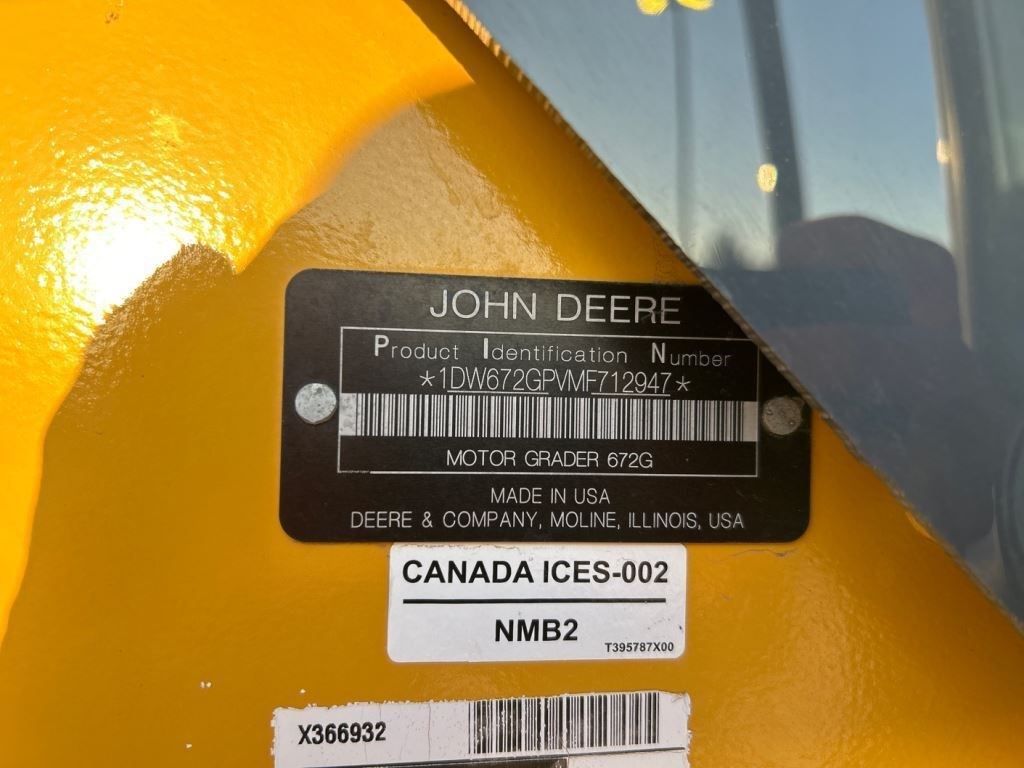 JOHN DEERE
Product Identification Number
*1DW672GPVMF712947*
MOTOR GRADER 672G
MADE IN USA
DEERE & COMPANY, MOLINE, ILLINOIS, USA
CANADA ICES-002
NMB2
T395787X00
X366932